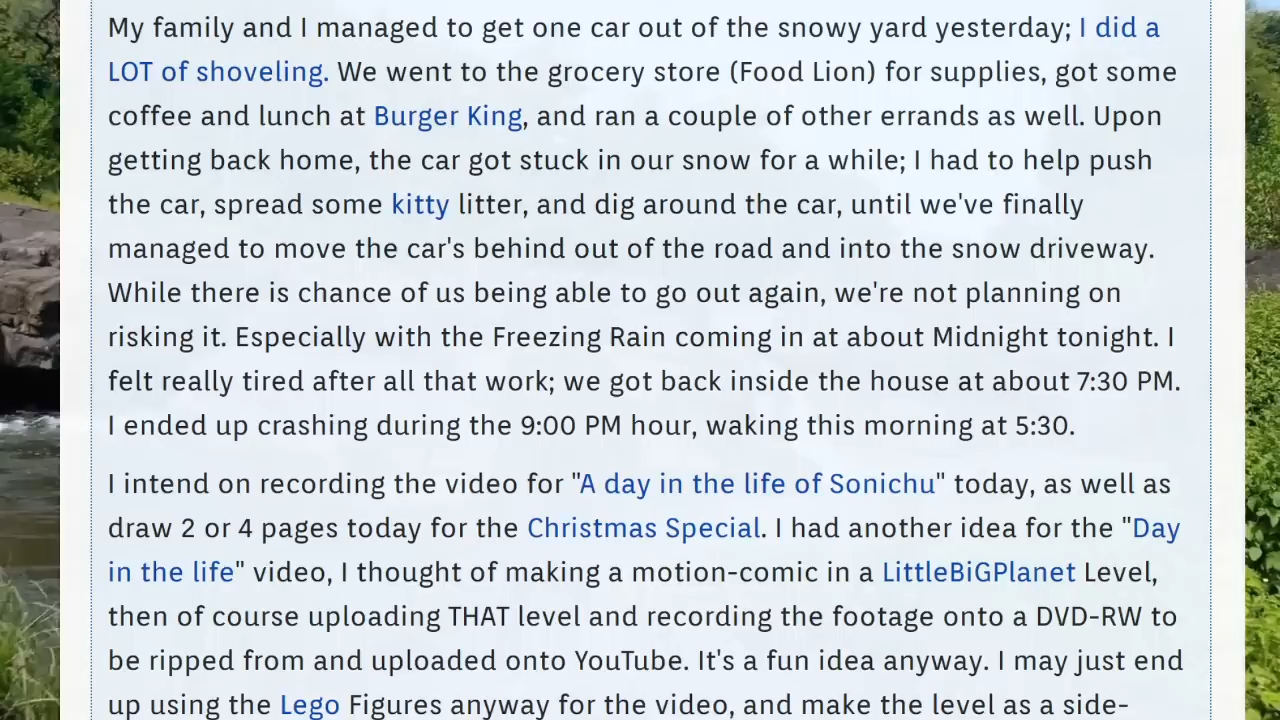 My family and I managed to get one car out of the snowy yard yesterday; I did a
LOT of shoveling. We went to the grocery store (Food Lion) for supplies, got some
coffee and lunch at Burger King, and ran a couple of other errands as well. Upon
getting back home, the car got stuck in our snow for a while; I had to help push
the car, spread some kitty litter, and dig around the car, until we've finally
managed to move the car's behind out of the road and into the snow driveway.
While there is chance of us being able to go out again, we're not planning on
risking it. Especially with the Freezing Rain coming in at about Midnight tonight. I
felt really tired after all that work; we got back inside the house at about 7:30 PM.
I ended up crashing during the 9:00 PM hour, waking this morning at 5:30.
I intend on recording the video for "A day in the life of Sonichu" today, as well as
draw 2 or 4 pages today for the Christmas Special. I had another idea for the "Day
in the life" video, I thought of making a motion-comic in a LittleBiGPlanet Level,
then of course uploading THAT level and recording the footage onto a DVD-RW to
be ripped from and uploaded onto YouTube. It's a fun idea anyway. I may just end
up using the Lego Figures anyway for the video, and make the level as a side-